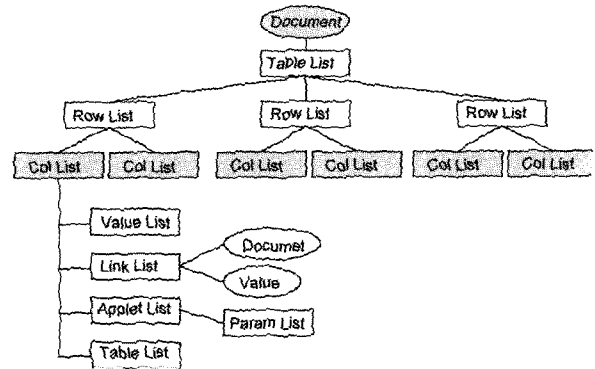 Document
Table List
Row List Row List Row List
Col List Col List Col List Col List Col List Col List
Value List
Documet
Link List
Value
Applet List
Param List
Table List